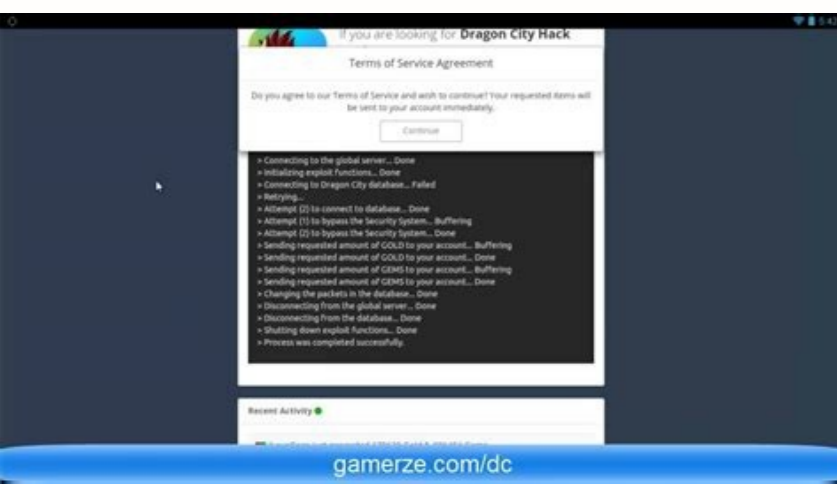 5:42
If you are looking for Dragon City Hack
Terms of Service Agreement
Do you agree to our Terms of Service and wish to continue? Your requested items will
be sent to your account immediately.
Continue
> Connecting to the global server... Done
> Initializing exploit functions... Done
> Connecting to Dragon City database... Failed
> Retrying...
> Attempt (2) to connect to database... Done
> Attempt (1) to bypass the Security System... Buffering
> Attempt (2) to bypass the Security System... Done
> Sending requested amount of GOLD to your account... Buffering
> Sending requested amount of GOLD to your account... Done
> Sending requested amount of GEMS to your account... Buffering
> Sending requested amount of GEMS to your account... Done
> Changing the packets in the database... Done
> Disconnecting from the global server... Done
> Disconnecting from the database... Done
> Shutting down exploit functions... Done
> Process was completed successfully.
Recent Activity
gamerze.com/dc